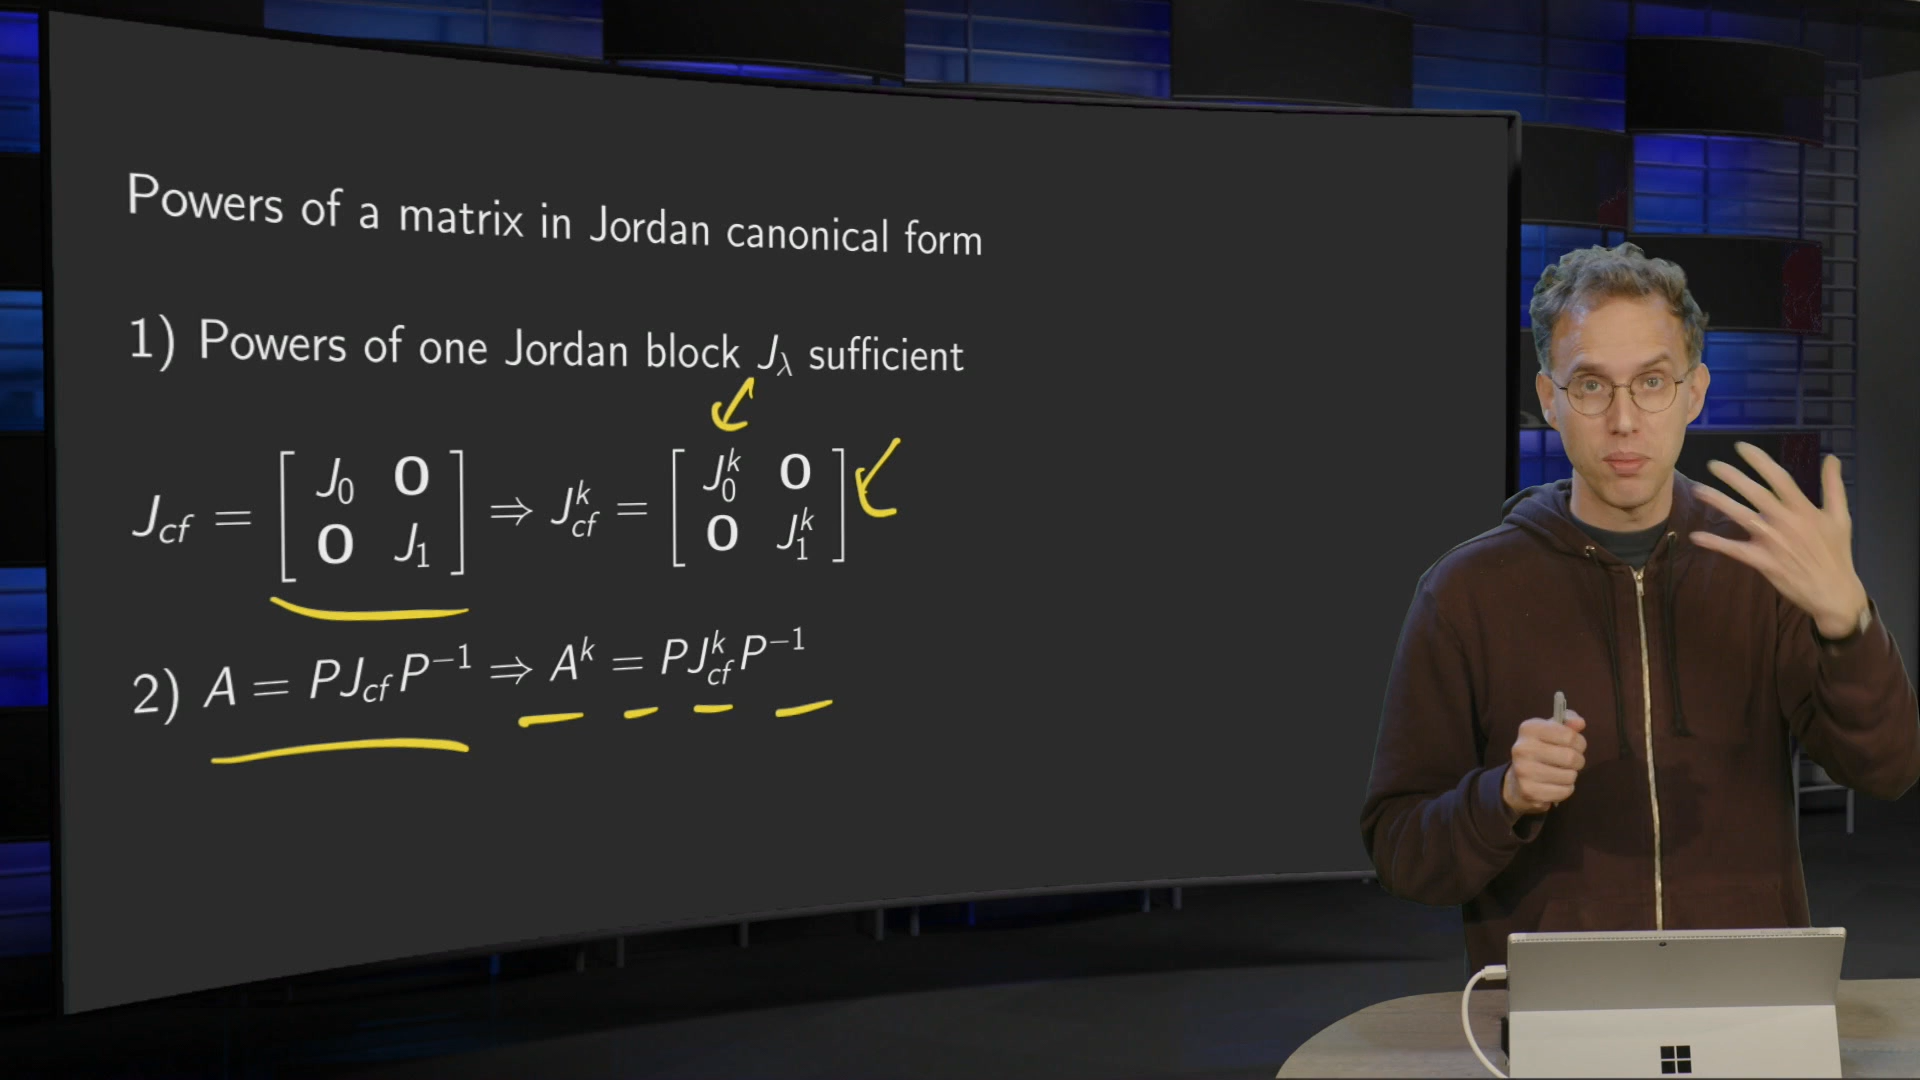 Powers of a matrix in Jordan canonical form
1) Powers of one Jordan block J_λ sufficient
J_cf = [ J_0 0 ; 0 J_1 ] ⇒ J_cf^k = [ J_0^k 0 ; 0 J_1^k ]
2) A = PJ_cf P^−1 ⇒ A^k = PJ_cf^k P^−1